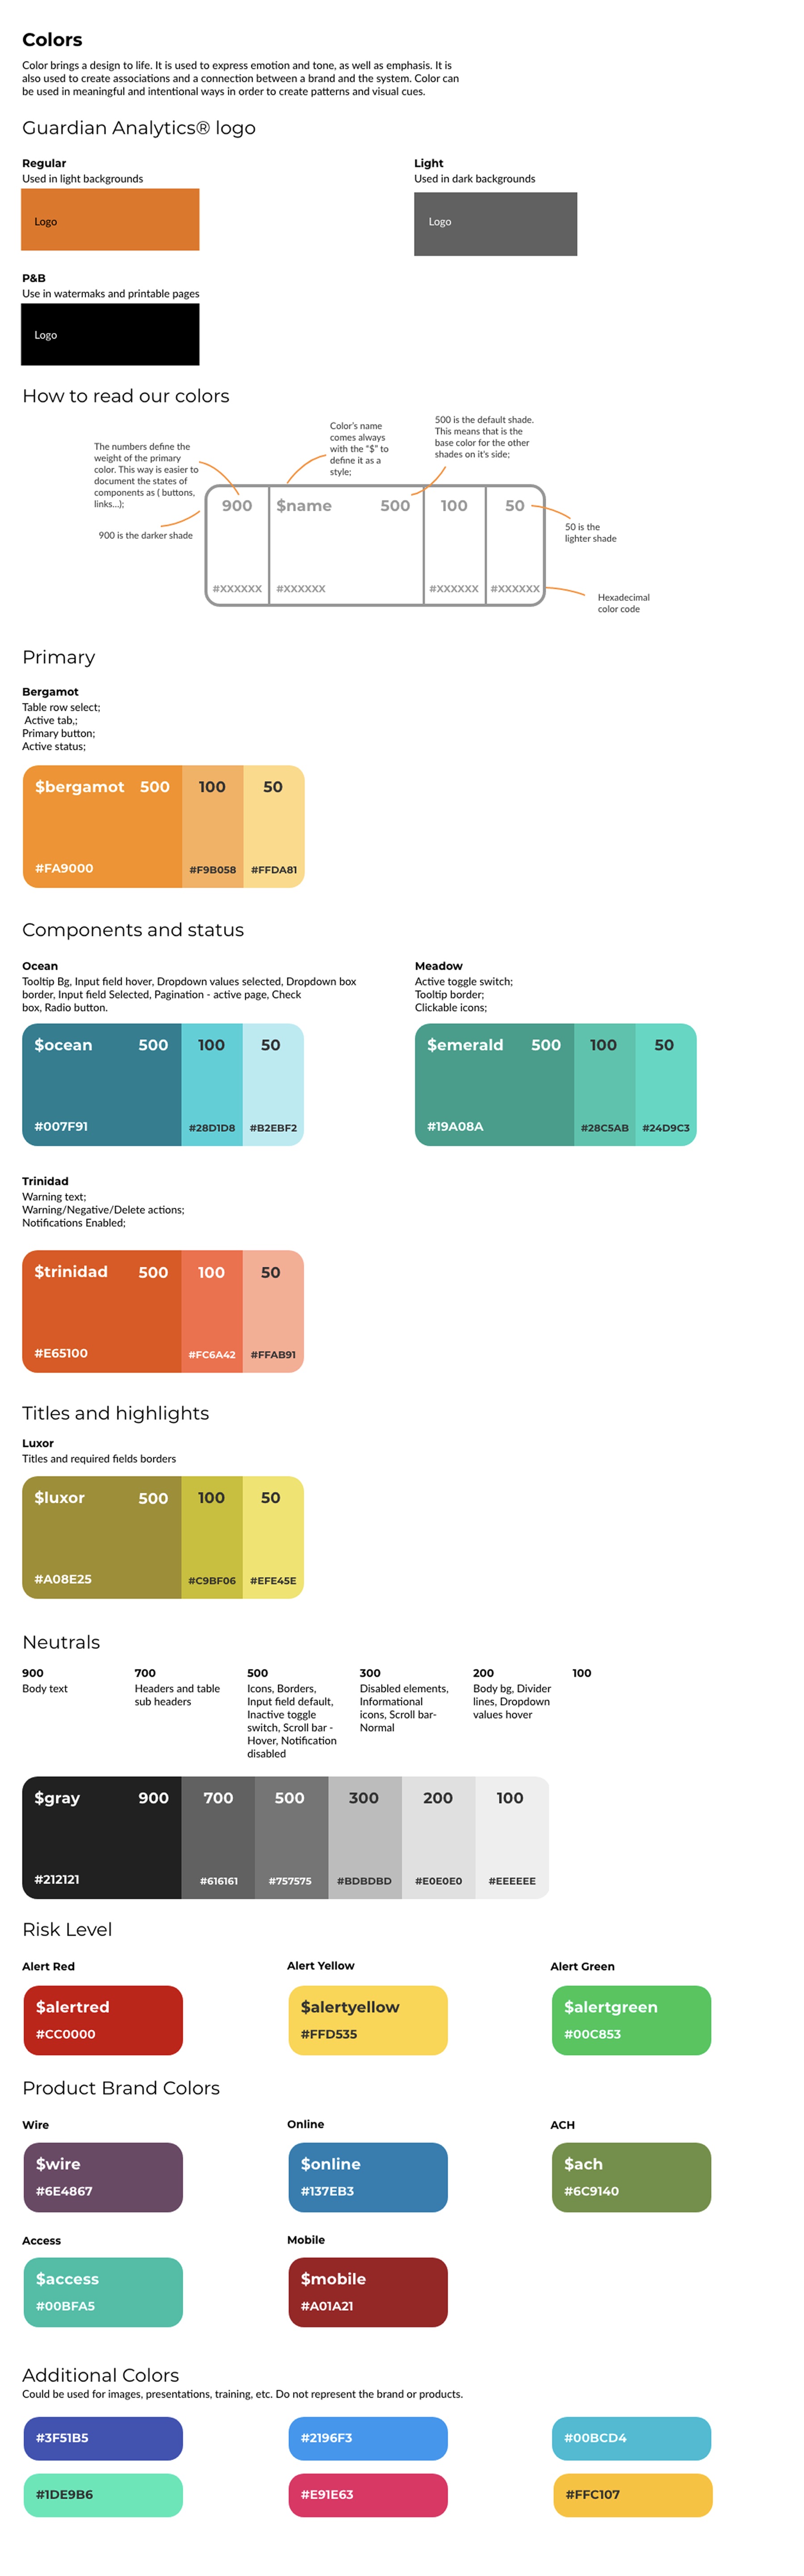 Colors
Color brings a design to life. It is used to express emotion and tone, as well as emphasis. It is
also used to create associations and a connection between a brand and the system. Color can
be used in meaningful and intentional ways in order to create patterns and visual cues.
Guardian Analytics® logo
Regular
Used in light backgrounds
Logo
Light
Used in dark backgrounds
Logo
P&B
Use in watermaks and printable pages
Logo
How to read our colors
The numbers define the
weight of the primary
color. This way is easier to
document the states of
components as ( buttons,
links...);
900 is the darker shade
Color's name
comes always
with the "$" to
define it as a
style;
500 is the default shade.
This means that is the
base color for the other
shades on it's side;
900 $name 500 100 50
50 is the
lighter shade
#XXXXXX #XXXXXX #XXXXXX #XXXXXX
Hexadecimal
color code
Primary
Bergamot
Table row select;
Active tab,;
Primary button;
Active status;
$bergamot 500 100 50
#FA9000 #F9B058 #FFDA81
Components and status
Ocean
Tooltip Bg, Input field hover, Dropdown values selected, Dropdown box
border, Input field Selected, Pagination - active page, Check
box, Radio button.
$ocean 500 100 50
#007F91 #28D1D8 #B2EBF2
Meadow
Active toggle switch;
Tooltip border;
Clickable icons;
$emerald 500 100 50
#19A08A #28C5AB #24D9C3
Trinidad
Warning text;
Warning/Negative/Delete actions;
Notifications Enabled;
$trinidad 500 100 50
#E65100 #FC6A42 #FFAB91
Titles and highlights
Luxor
Titles and required fields borders
$luxor 500 100 50
#A08E25 #C9BF06 #EFE45E
Neutrals
900
Body text
700
Headers and table
sub headers
500
Icons, Borders,
Input field default,
Inactive toggle
switch, Scroll bar -
Hover, Notification
disabled
300
Disabled elements,
Informational
icons, Scroll bar-
Normal
200
Body bg, Divider
lines, Dropdown
values hover
100
$gray 900 700 500 300 200 100
#212121 #616161 #757575 #BDBDBD #E0E0E0 #EEEEEE
Risk Level
Alert Red
$alertred
#CC0000
Alert Yellow
$alertyellow
#FFD535
Alert Green
$alertgreen
#00C853
Product Brand Colors
Wire
$wire
#6E4867
Online
$online
#137EB3
ACH
$ach
#6C9140
Access
$access
#00BFA5
Mobile
$mobile
#A01A21
Additional Colors
Could be used for images, presentations, training, etc. Do not represent the brand or products.
#3F51B5 #2196F3 #00BCD4
#1DE9B6 #E91E63 #FFC107